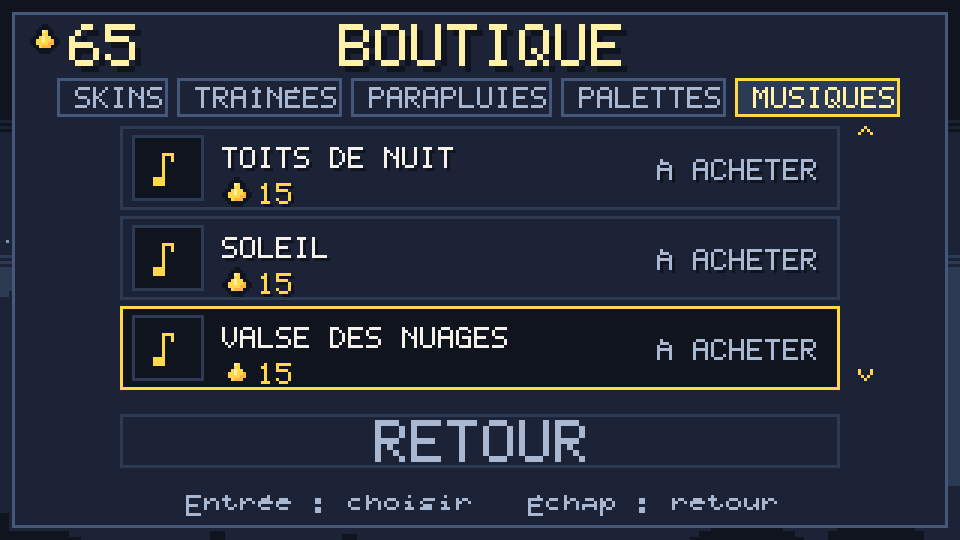 65 BOUTIQUE
SKINS TRAÎNÉES PARAPLUIES PALETTES MUSIQUES
TOITS DE NUIT
15
À ACHETER
SOLEIL
15
À ACHETER
VALSE DES NUAGES
15
À ACHETER
RETOUR
Entrée : choisir Échap : retour